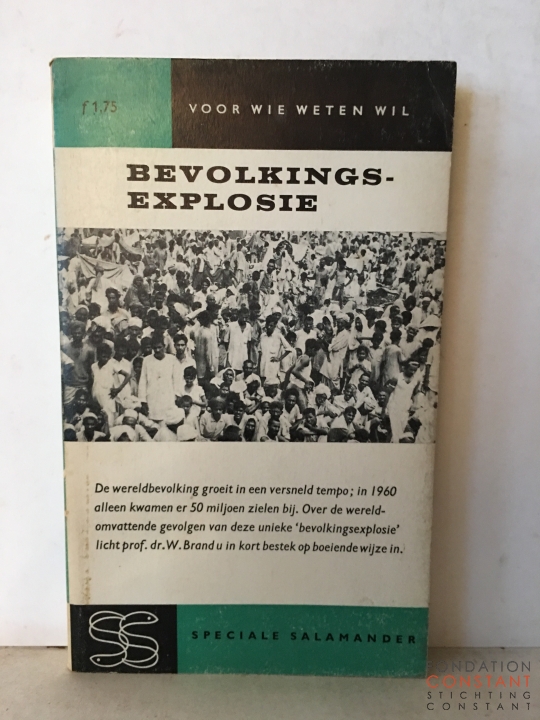 f 1.75
VOOR WIE WETEN WIL
BEVOLKINGS-
EXPLOSIE
De wereldbevolking groeit in een versneld tempo; in 1960
alleen kwamen er 50 miljoen zielen bij. Over de wereld-
omvattende gevolgen van deze unieke 'bevolkingsexplosie'
licht prof. dr. W. Brand u in kort bestek op boeiende wijze in.
SS
SPECIALE SALAMANDER
FONDATION
CONSTANT
STICHTING
CONSTANT